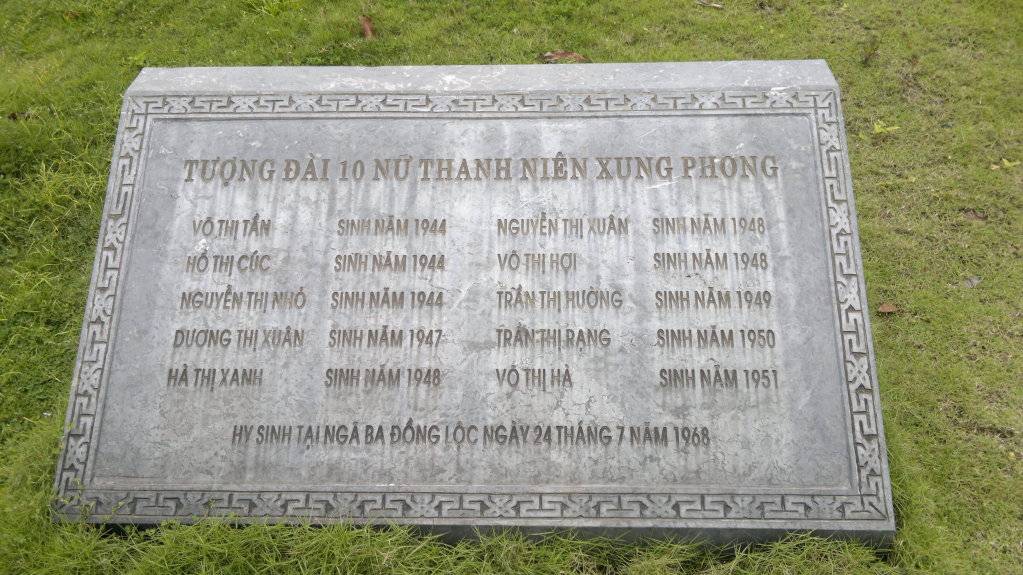 TƯỢNG ĐÀI 10 NỮ THANH NIÊN XUNG PHONG
VÕ THỊ TẦN SINH NĂM 1944 NGUYỄN THỊ XUÂN SINH NĂM 1948
HỒ THỊ CÚC SINH NĂM 1944 VÕ THỊ HỢI SINH NĂM 1948
NGUYỄN THỊ NHỎ SINH NĂM 1944 TRẦN THỊ HƯỜNG SINH NĂM 1949
DƯƠNG THỊ XUÂN SINH NĂM 1947 TRẦN THỊ RẠNG SINH NĂM 1950
HÀ THỊ XANH SINH NĂM 1948 VÕ THỊ HÀ SINH NĂM 1951
HY SINH TẠI NGÃ BA ĐỒNG LỘC NGÀY 24 THÁNG 7 NĂM 1968